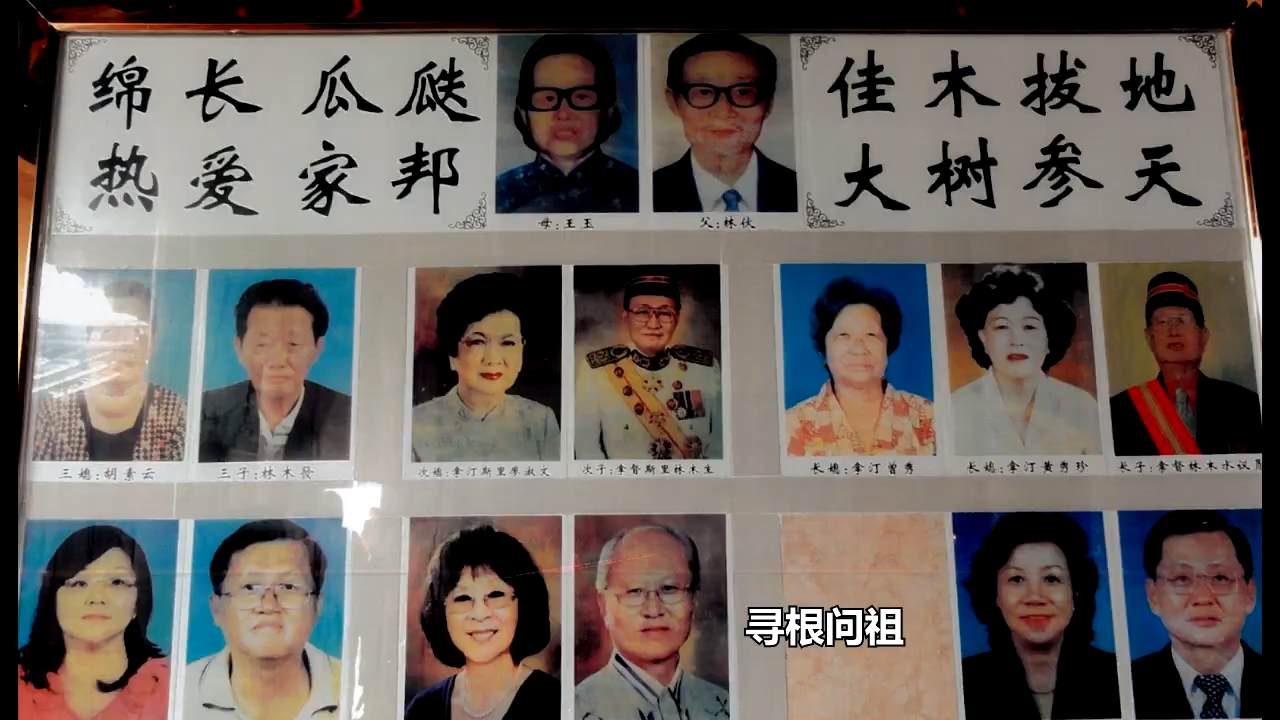 绵长瓜瓞
热爱家邦
佳木拔地
大树参天
母:王玉
父:林伙
三媳:胡素云
三子:林木发
次媳:拿汀斯里廖淑文
次子:拿督斯里林木生
长媳:拿汀曾秀
长媳:拿汀黄秀珍
长子:拿督林木水议员
寻根问祖